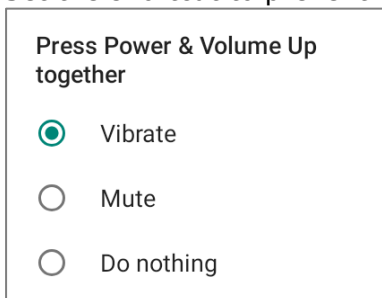 Press Power & Volume Up
together
Vibrate
Mute
Do nothing